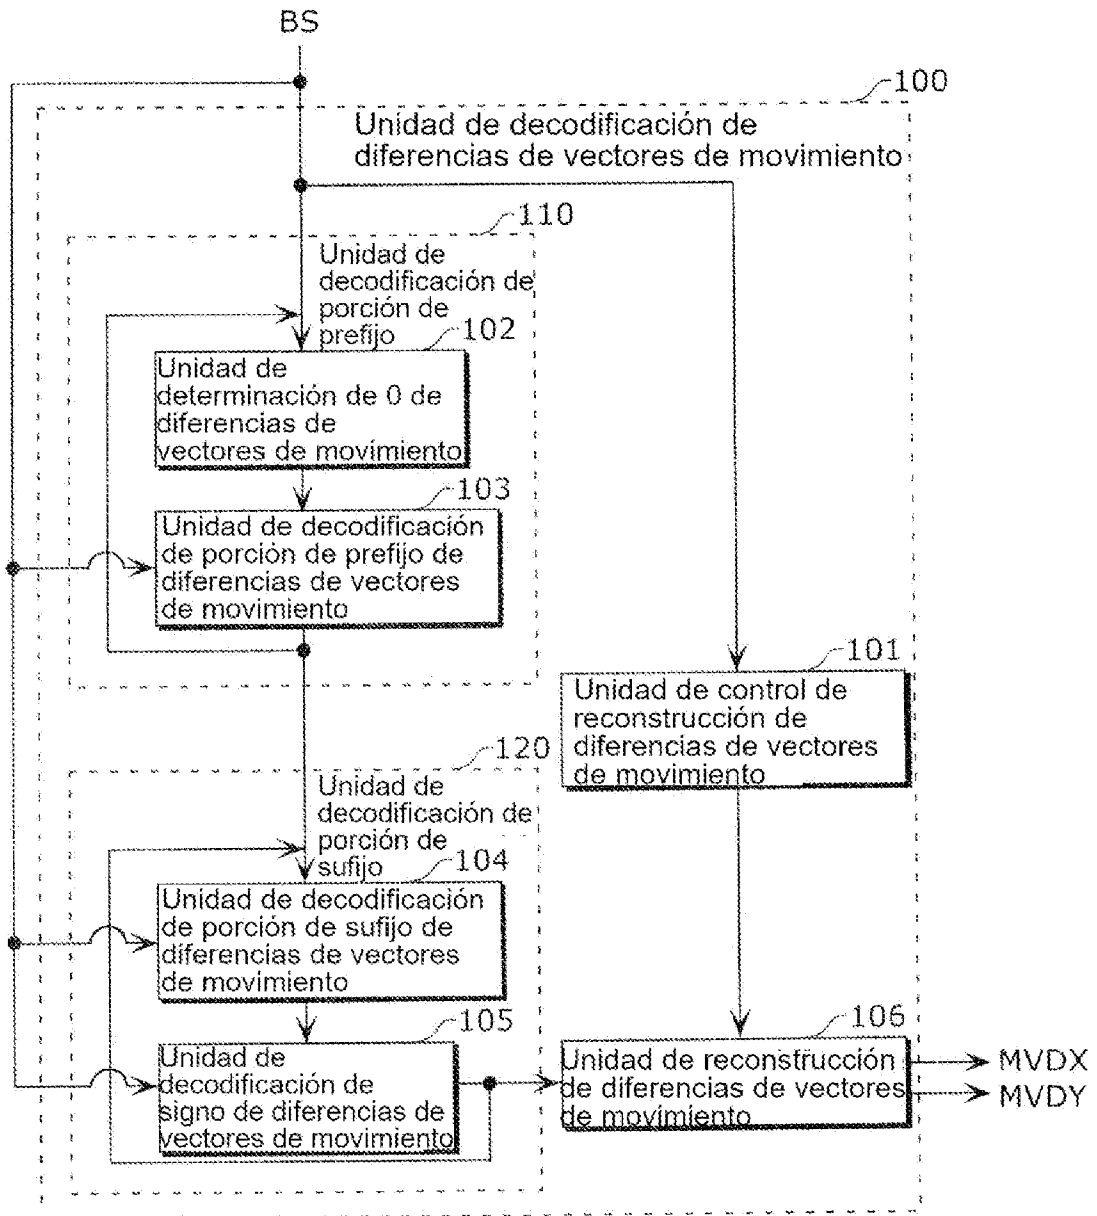 BS
100
Unidad de decodificación de
diferencias de vectores de movimiento
110
Unidad de
decodificación de
porción de
prefijo
102
Unidad de
determinación de 0 de
diferencias de
vectores de movimiento
103
Unidad de decodificación
de porción de prefijo de
diferencias de vectores
de movimiento
101
Unidad de control de
reconstrucción de
diferencias de vectores
de movimiento
120
Unidad de
decodificación de
porción de
sufijo
104
Unidad de decodificación
de porción de sufijo de
diferencias de vectores
de movimiento
105
Unidad de
decodificación de
signo de diferencias de
vectores de movimiento
106
Unidad de reconstrucción
de diferencias de vectores
de movimiento
MVDX
MVDY